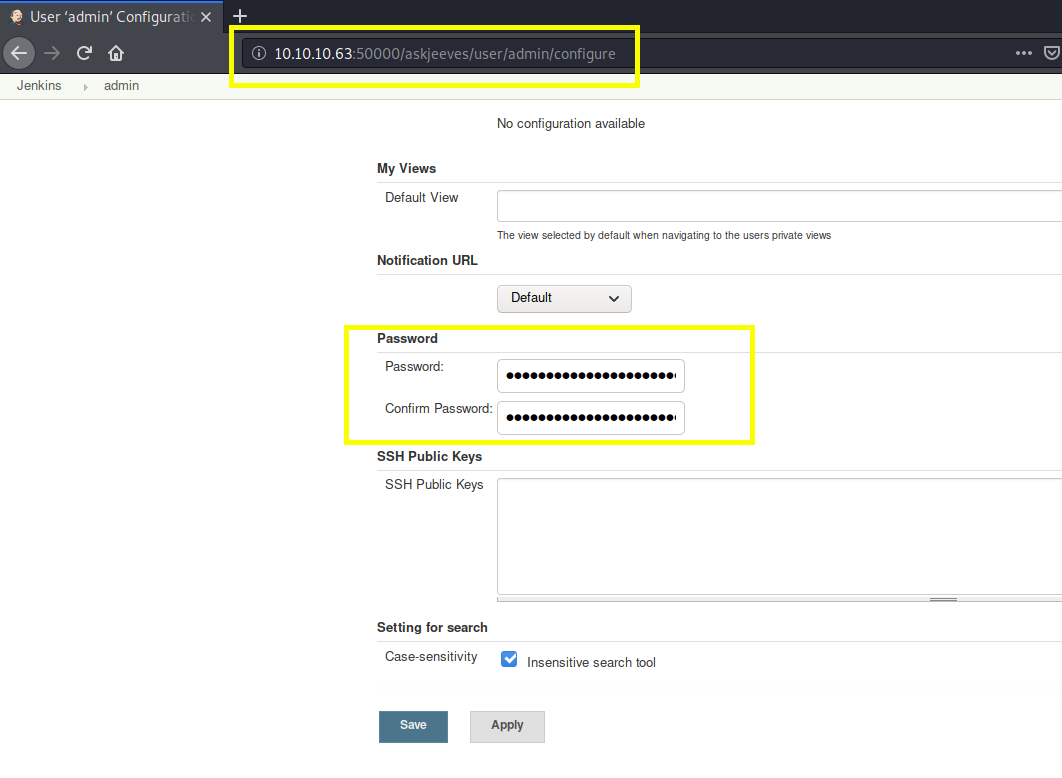 User ‘admin’ Configurati
10.10.10.63:50000/askjeeves/user/admin/configure
Jenkins admin
No configuration available
My Views
Default View
The view selected by default when navigating to the users private views
Notification URL
Default
Password
Password:
Confirm Password:
SSH Public Keys
SSH Public Keys
Setting for search
Case-sensitivity
Insensitive search tool
Save Apply